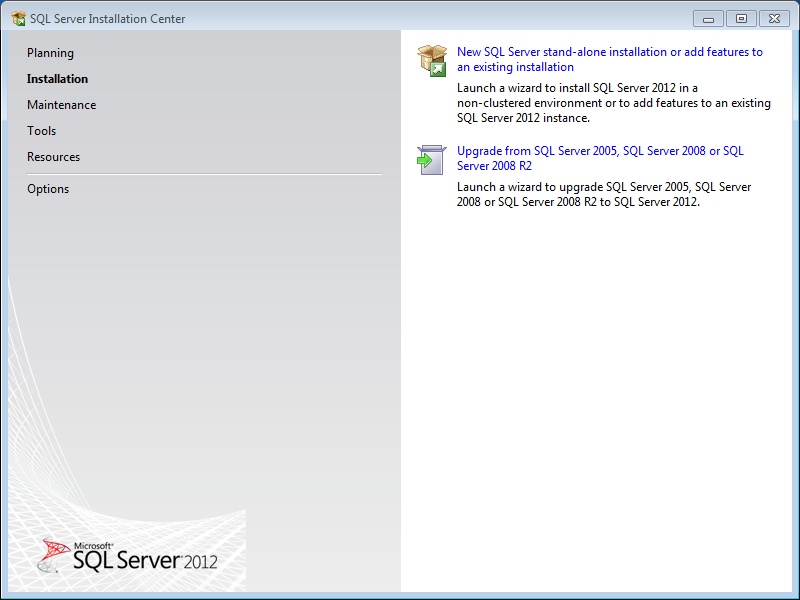 SQL Server Installation Center
Planning
Installation
Maintenance
Tools
Resources
Options
New SQL Server stand-alone installation or add features to
an existing installation
Launch a wizard to install SQL Server 2012 in a
non-clustered environment or to add features to an existing
SQL Server 2012 instance.
Upgrade from SQL Server 2005, SQL Server 2008 or SQL
Server 2008 R2
Launch a wizard to upgrade SQL Server 2005, SQL Server
2008 or SQL Server 2008 R2 to SQL Server 2012.
Microsoft®
SQL Server® 2012